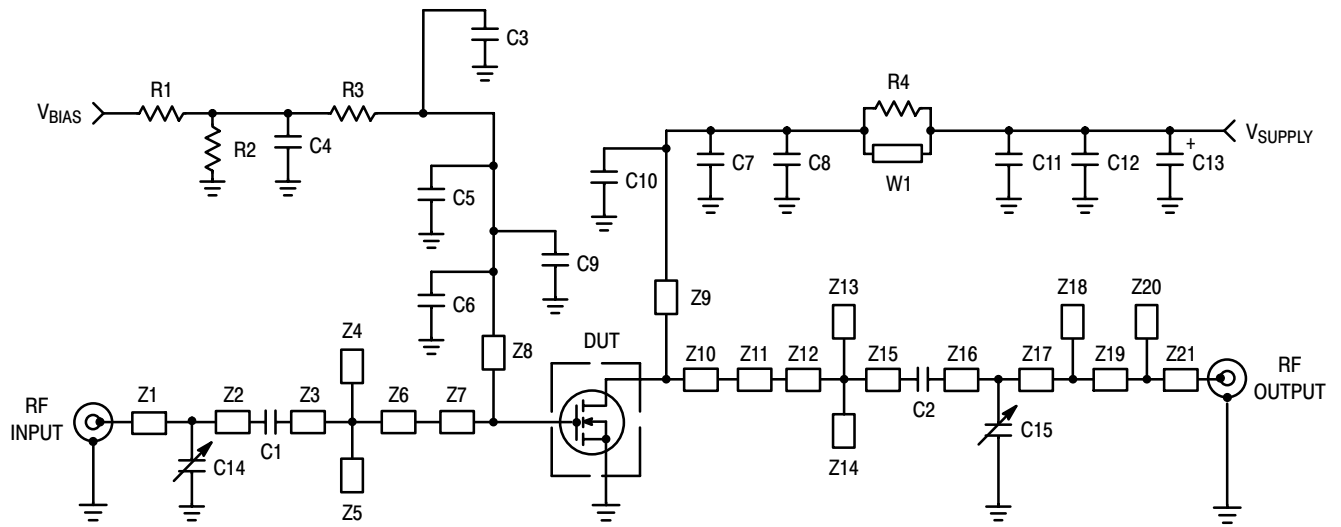 C3
R1
R3
R4
V_BIAS
V_SUPPLY
R2
C4
C7
C8
C11
C12
+
C13
C10
W1
C5
C9
C6
Z9
Z13
Z18
Z20
Z4
Z8
DUT
Z10
Z11
Z12
Z15
Z16
Z17
Z19
Z21
RF
OUTPUT
Z1
Z2
Z3
Z6
Z7
C2
RF
INPUT
C1
C15
C14
Z14
Z5